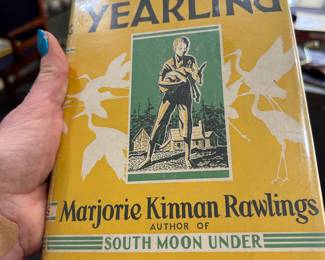 YEARLING
Marjorie Kinnan Rawlings
AUTHOR OF
SOUTH MOON UNDER